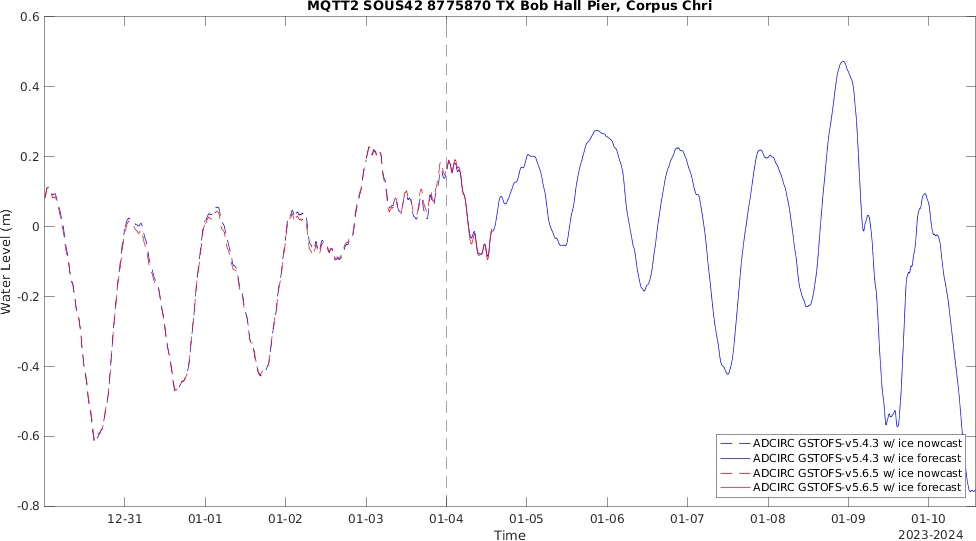 MQTT2 SOUS42 8775870 TX Bob Hall Pier, Corpus Chri
0.6
0.4
0.2
0
-0.2
-0.4
-0.6
-0.8
Water Level (m)
ADCIRC GSTOFS-v5.4.3 w/ ice nowcast
ADCIRC GSTOFS-v5.4.3 w/ ice forecast
ADCIRC GSTOFS-v5.6.5 w/ ice nowcast
ADCIRC GSTOFS-v5.6.5 w/ ice forecast
12-31 01-01 01-02 01-03 01-04 01-05 01-06 01-07 01-08 01-09 01-10
Time
2023-2024